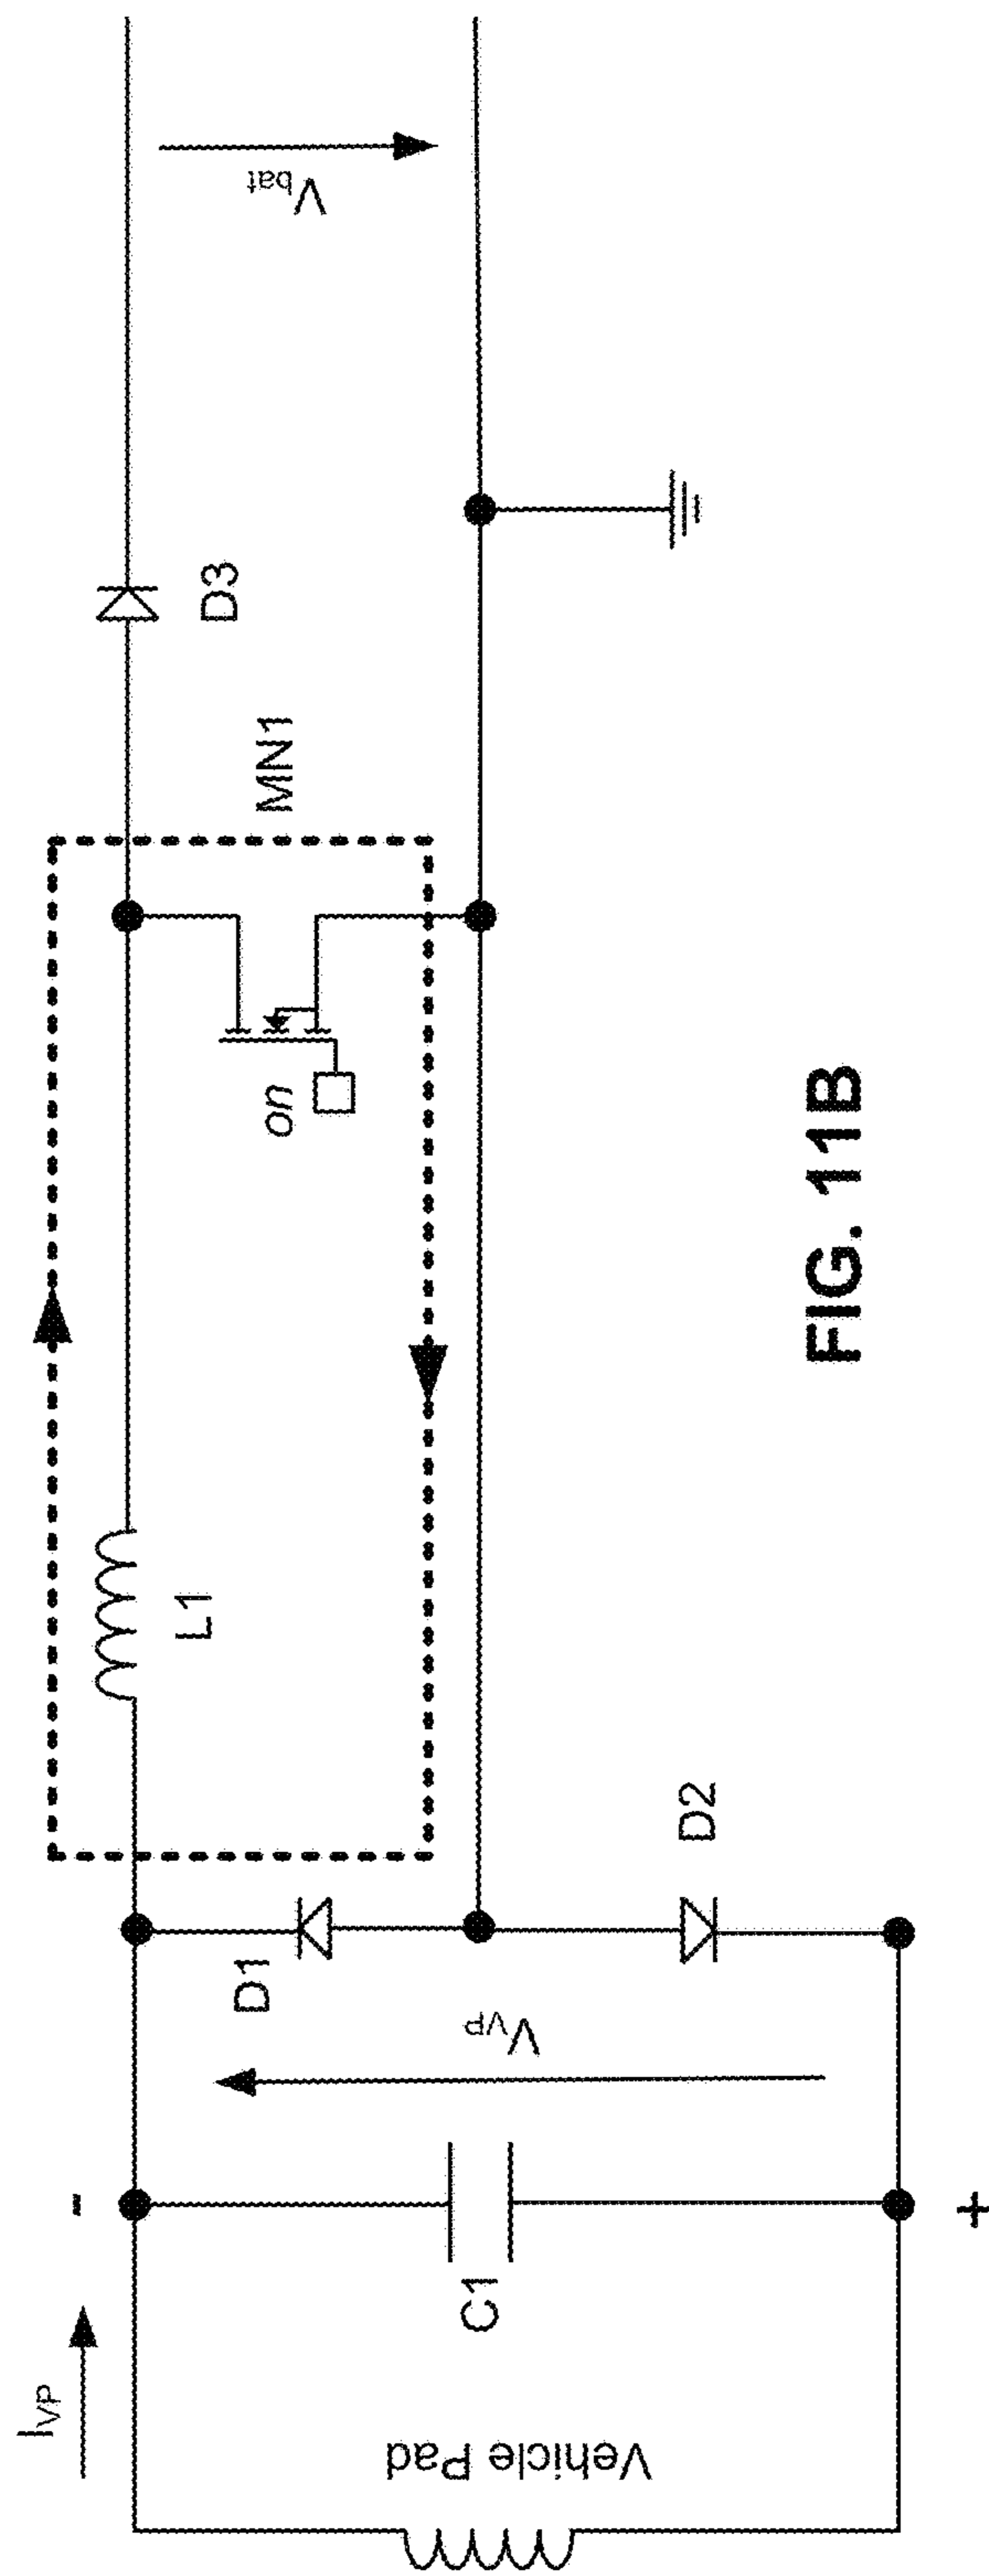 I_VP
-
+
Vehicle Pad
C1
V_VP
D1
D2
L1
on
MN1
D3
V_bat
FIG. 11B